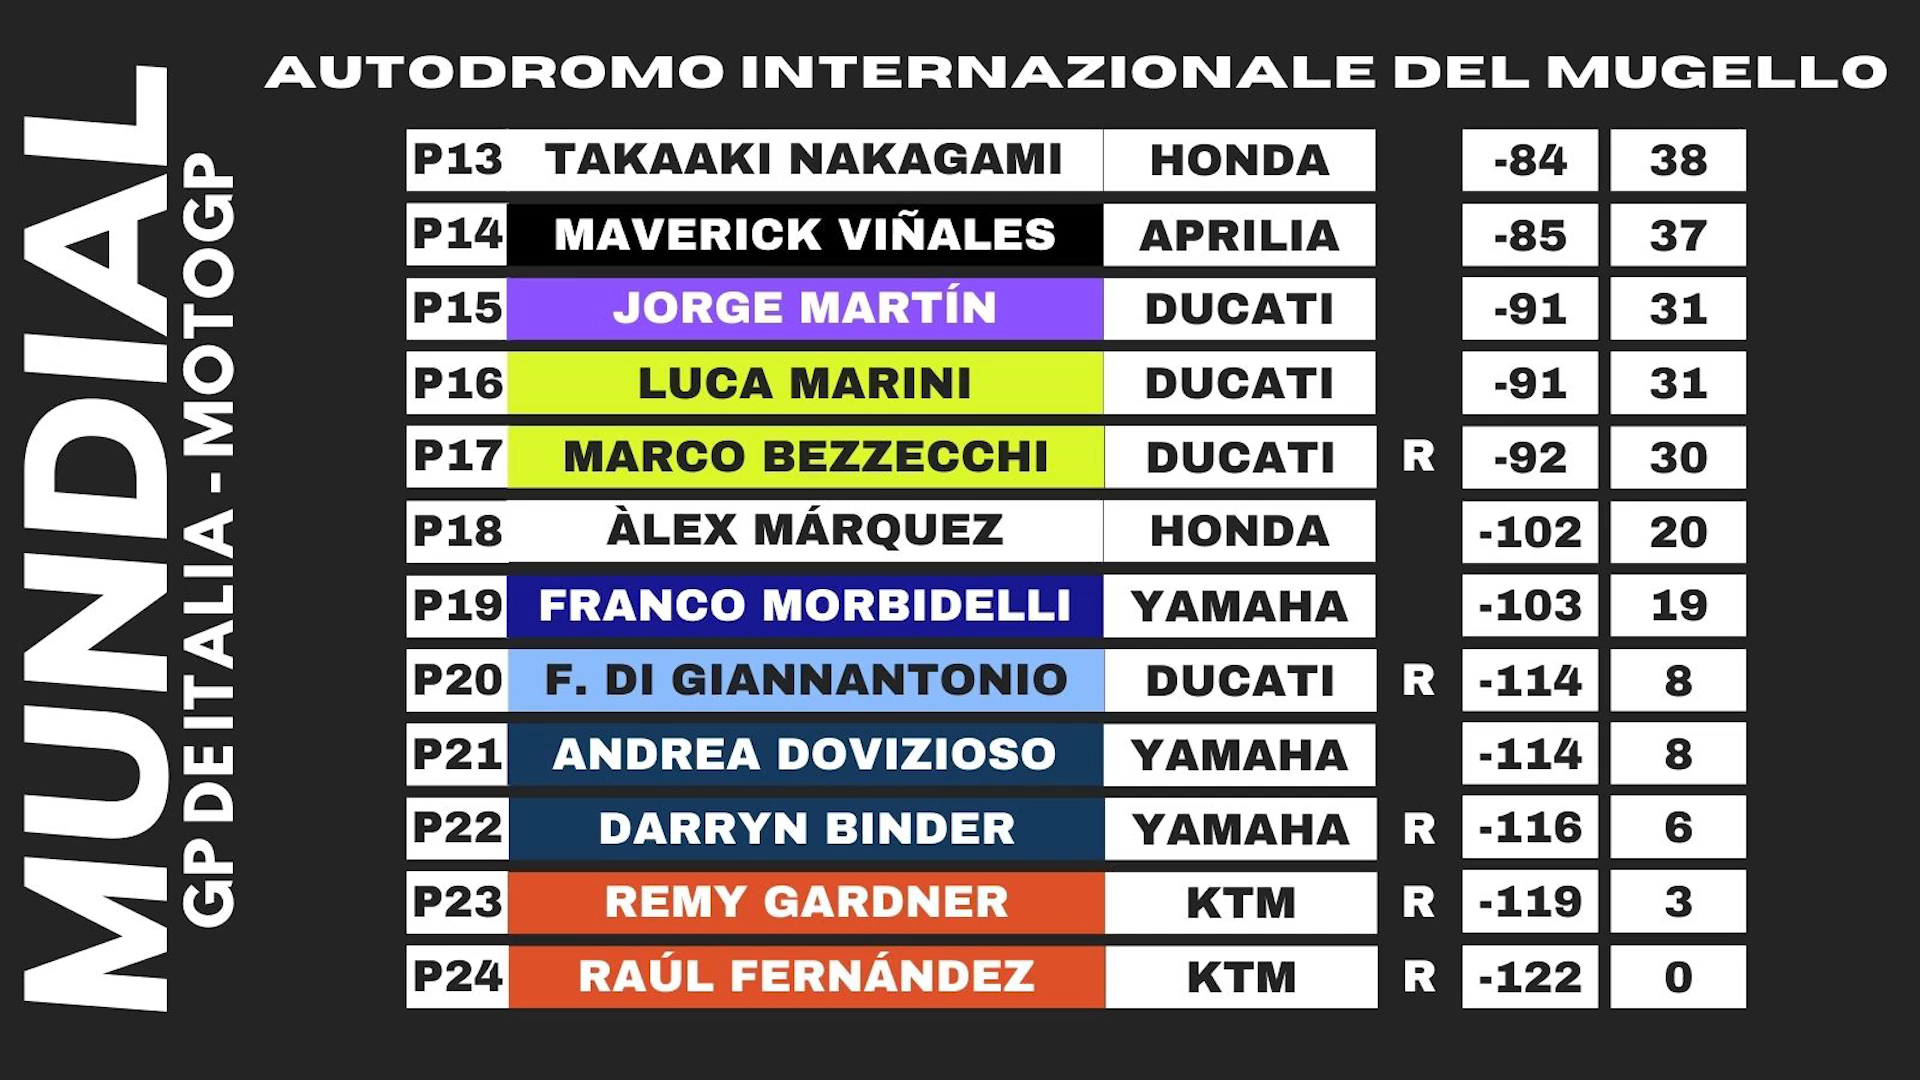 AUTODROMO INTERNAZIONALE DEL MUGELLO
MUNDIAL
GP DE ITALIA - MOTOGP
P13 TAKAAKI NAKAGAMI HONDA -84 38
P14 MAVERICK VIÑALES APRILIA -85 37
P15 JORGE MARTÍN DUCATI -91 31
P16 LUCA MARINI DUCATI -91 31
P17 MARCO BEZZECCHI DUCATI R -92 30
P18 ÀLEX MÁRQUEZ HONDA -102 20
P19 FRANCO MORBIDELLI YAMAHA -103 19
P20 F. DI GIANNANTONIO DUCATI R -114 8
P21 ANDREA DOVIZIOSO YAMAHA -114 8
P22 DARRYN BINDER YAMAHA R -116 6
P23 REMY GARDNER KTM R -119 3
P24 RAÚL FERNÁNDEZ KTM R -122 0